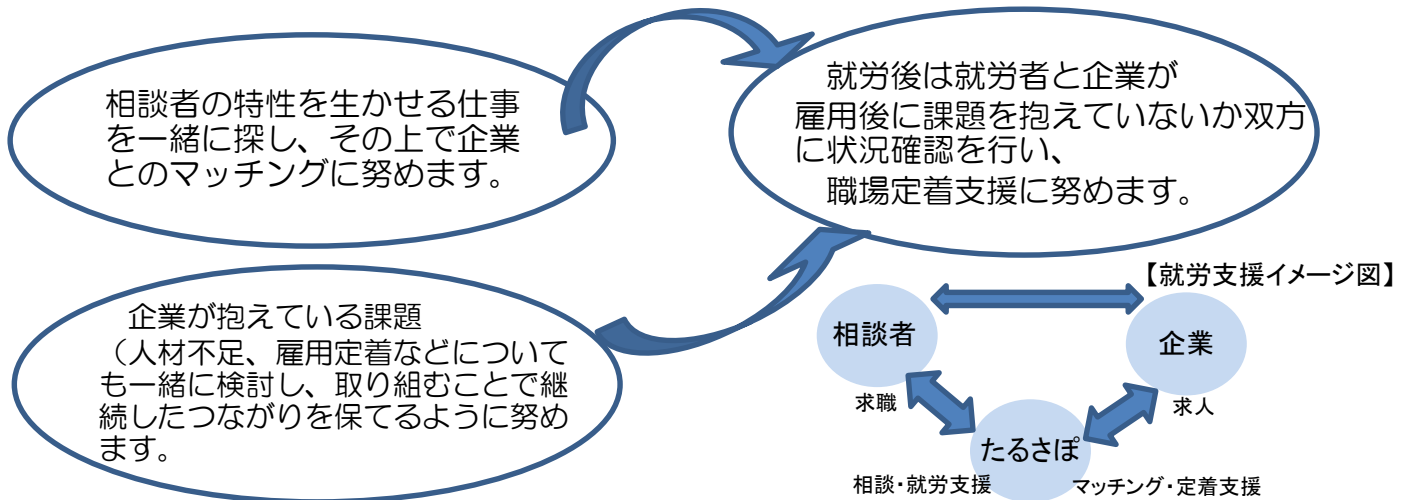 相談者の特性を生かせる仕事
を一緒に探し、その上で企業
とのマッチングに努めます。
就労後は就労者と企業が
雇用後に課題を抱えていないか双方
に状況確認を行い、
職場定着支援に努めます。
企業が抱えている課題
（人材不足、雇用定着などについて
も一緒に検討し、取り組むことで継
続したつながりを保てるように努め
ます。
【就労支援イメージ図】
相談者
企業
求職
求人
たるさぽ
相談・就労支援
マッチング・定着支援